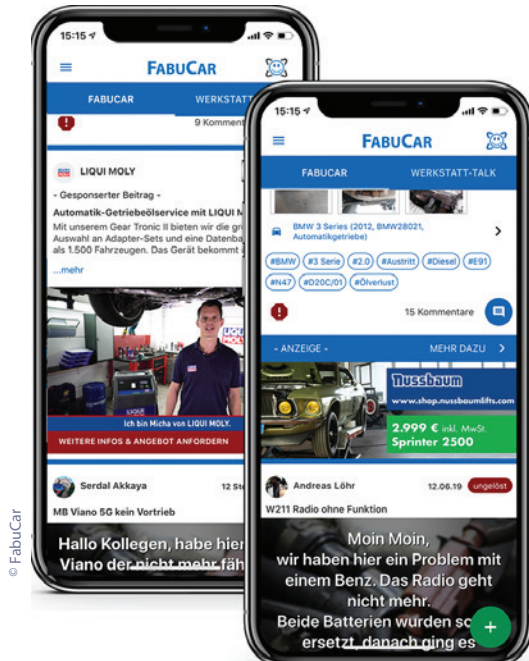 15:15
FABUCAR
FABUCAR
WERKSTATT
9 Komment
LIQUI MOLY
- Gesponserter Beitrag -
Automatik-Getriebeölservice mit LIQUI M
Mit unserem Gear Tronic II bieten wir die gr
Auswahl an Adapter-Sets und eine Datenba
als 1.500 Fahrzeugen. Das Gerät bekommt
...mehr
LIQUI
Ich bin Micha von LIQUI MOLY.
WEITERE INFOS & ANGEBOT ANFORDERN
Serdal Akkaya
12 St
MB Viano 5G kein Vortrieb
Hallo Kollegen, habe hier
Viano der nicht mehr fäh
15:15
FABUCAR
FABUCAR
WERKSTATT-TALK
BMW 3 Series (2012, BMW28021,
Automatikgetriebe)
#BMW #3 Serie #2.0 #Austritt #Diesel #E91
#N47 #D20C/01 #Ölverlust
15 Kommentare
- ANZEIGE -
MEHR DAZU
Nussbaum
www.shop.nussbaumlifts.com
2.999 € inkl. MwSt.
Sprinter 2500
Andreas Löhr
12.06.19
ungelöst
W211 Radio ohne Funktion
Moin Moin,
wir haben hier ein Problem mit
einem Benz. Das Radio geht
nicht mehr.
Beide Batterien wurden sc
ersetzt, danach ging es
© FabuCar